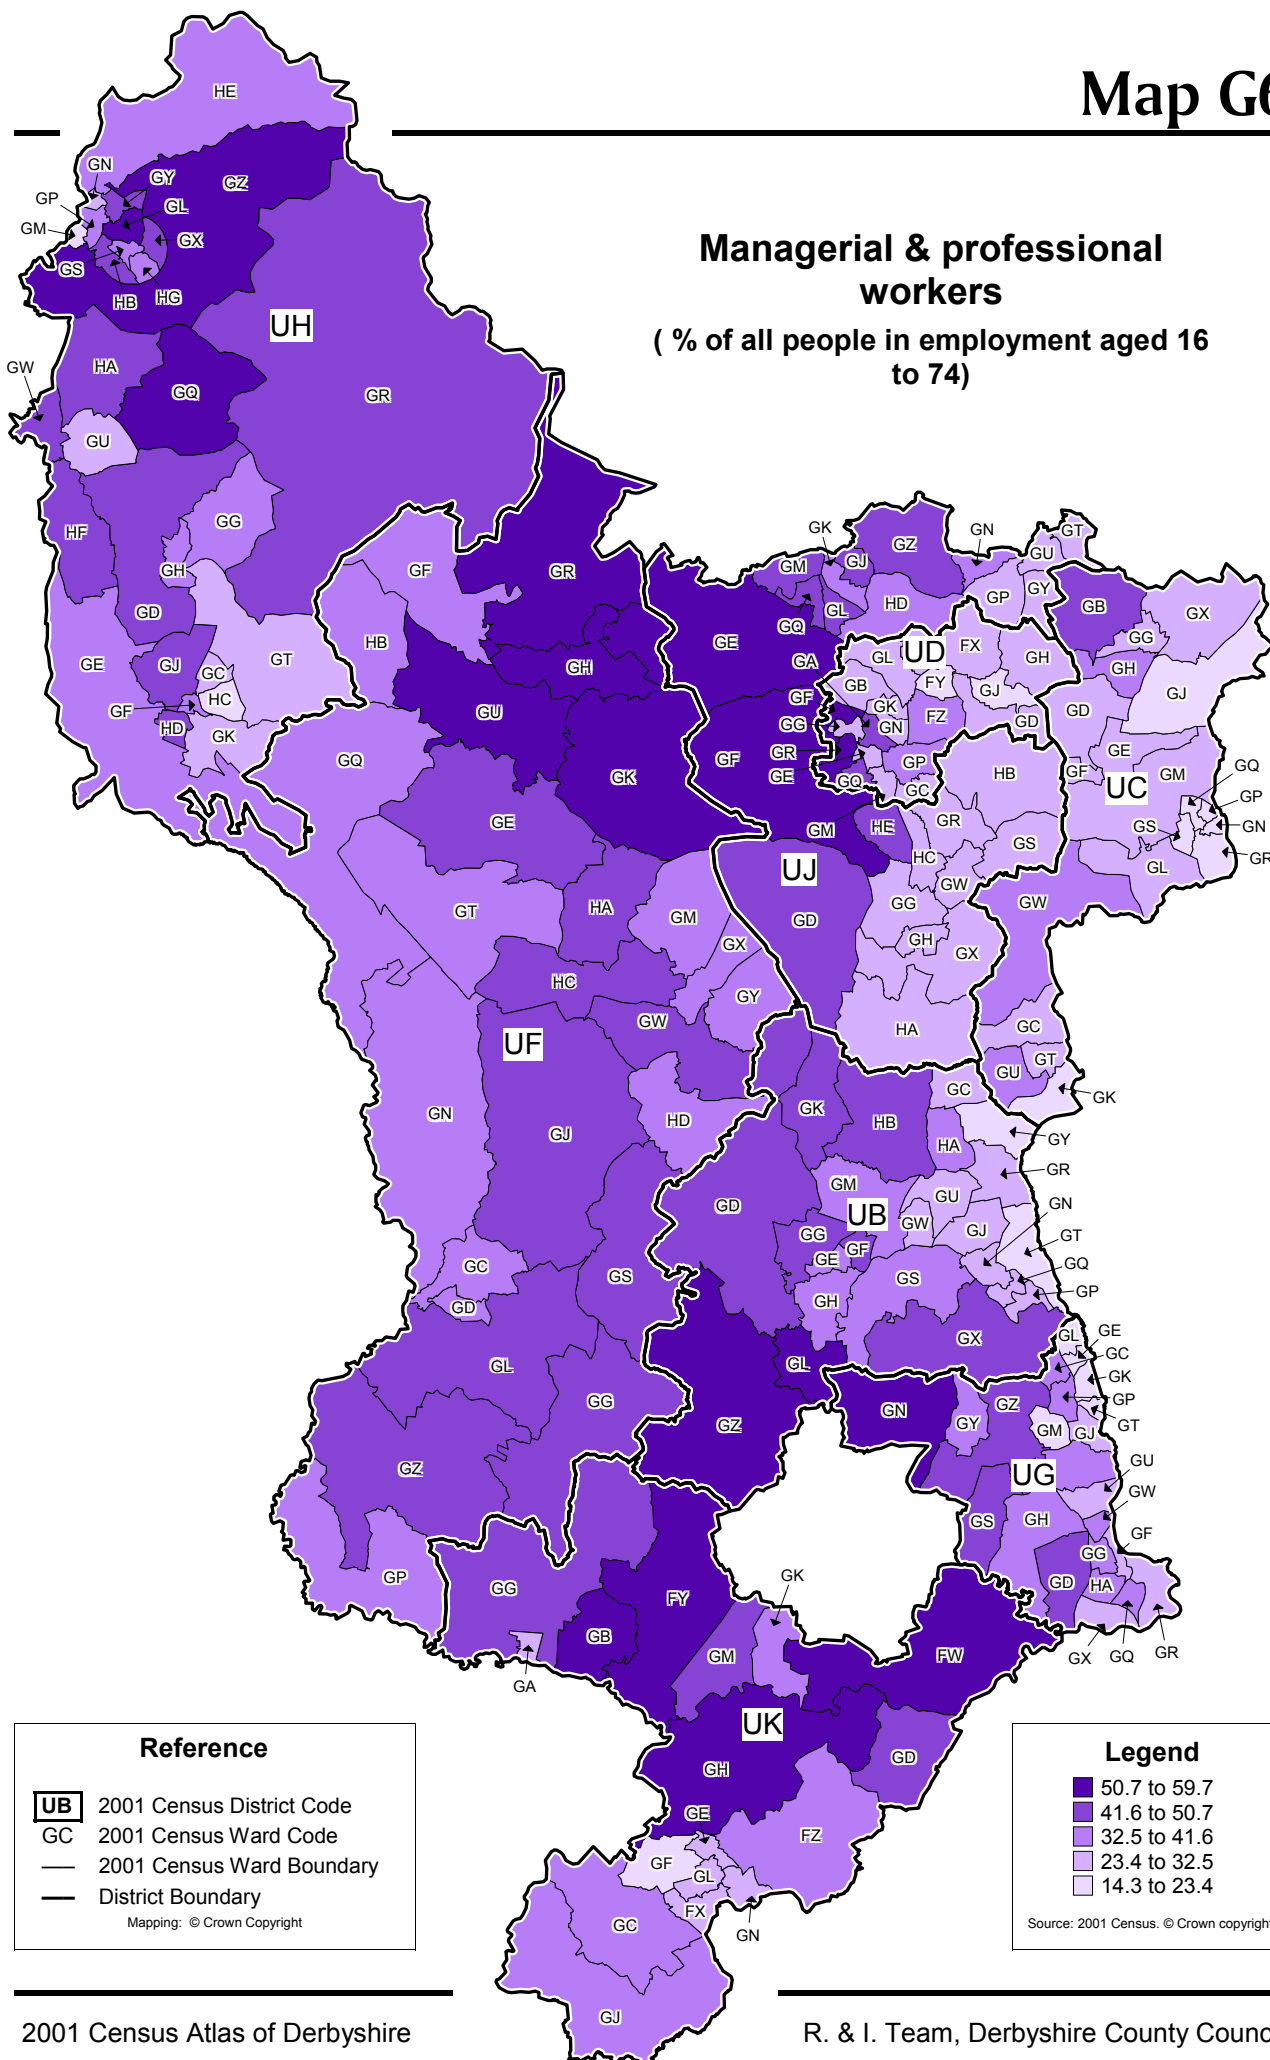 Map G6
Managerial & professional
workers
( % of all people in employment aged 16
to 74)
HE
GN
GY
GZ
GP
GL
GM
GX
GS
HB
HG
UH
GW
HA
GQ
GR
GU
HF
GG
GH
GD
GE
GJ
GC
GT
GF
HC
HD
GK
GF
GR
HB
GH
GU
GQ
GK
GE
GT
HA
GM
GX
HC
GY
GW
UF
GN
GJ
HD
GC
GS
GD
GL
GG
GZ
GP
GK
GZ
GN
GT
GM
GJ
GU
GL
HD
GP
GY
GE
GQ
GA
GF
GM
HE
UJ
GD
HB
GR
GS
HC
GW
GG
GH
GX
HA
UD
FX
GL
GH
GB
FY
GJ
GF
GK
GN
FZ
GD
GG
GR
GE
GP
GQ
GC
GB
GX
GG
GH
GJ
GD
GE
GF
GM
UC
GQ
GP
GS
GN
GR
GL
GW
GC
GT
GU
GK
GK
HB
GC
GY
HA
GR
GD
GM
UB
GU
GN
GW
GJ
GG
GF
GT
GE
GQ
GS
GH
GP
GX
GL
GZ
GL
GE
GC
GK
GN
GY
GZ
GP
GT
GM
GJ
UG
GU
GW
GS
GH
GF
GG
GD
HA
GX
GQ
GR
GG
FY
GK
GB
GM
FW
GA
UK
GH
GD
GE
FZ
GF
GL
FX
GN
GC
GJ
Reference
UB 2001 Census District Code
GC 2001 Census Ward Code
2001 Census Ward Boundary
District Boundary
Mapping: © Crown Copyright
Legend
50.7 to 59.7
41.6 to 50.7
32.5 to 41.6
23.4 to 32.5
14.3 to 23.4
Source: 2001 Census. © Crown copyright
2001 Census Atlas of Derbyshire
R. & I. Team, Derbyshire County Counc